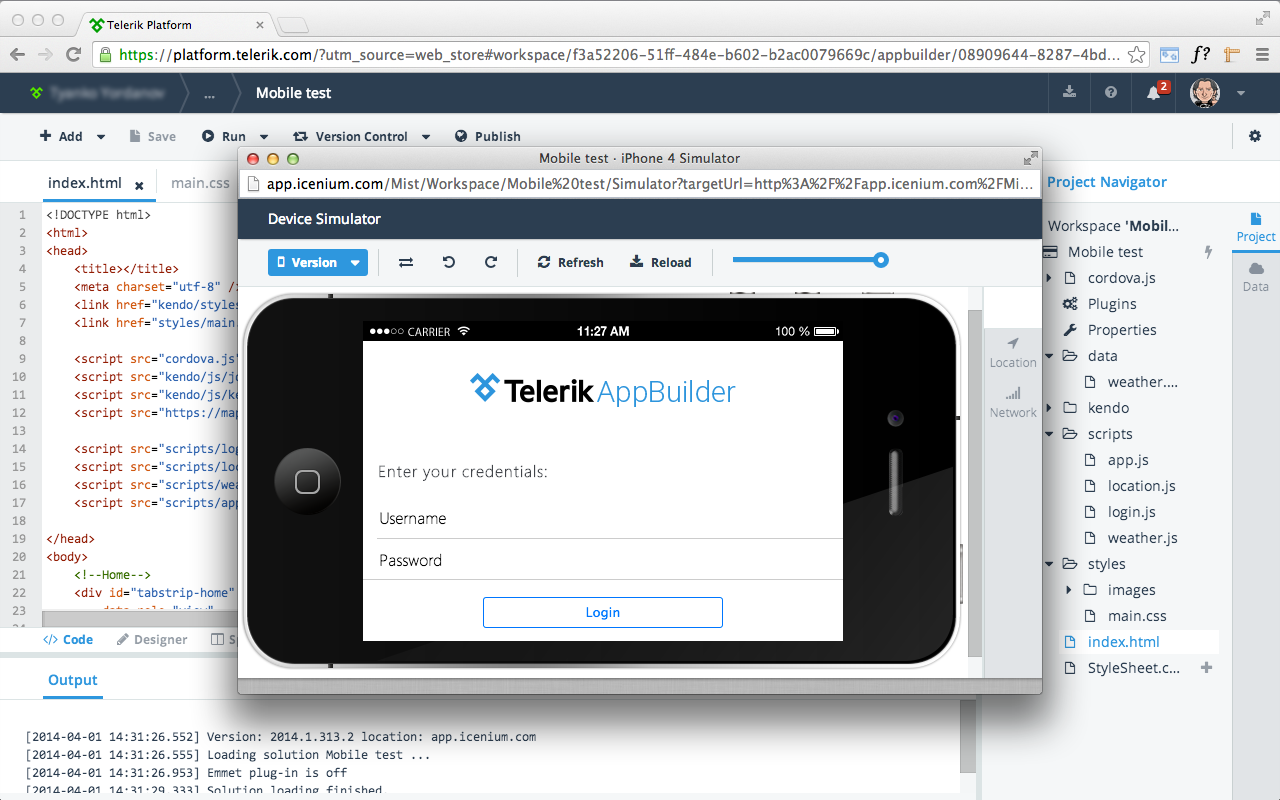 Telerik Platform
https://platform.telerik.com/?utm_source=web_store#workspace/f3a52206-51ff-484e-b602-b2ac0079669c/appbuilder/08909644-8287-4bd...
f?
... Mobile test
2
Add Save Run Version Control Publish
Mobile test · iPhone 4 Simulator
app.icenium.com/Mist/Workspace/Mobile%20test/Simulator?targetUrl=http%3A%2F%2Fapp.icenium.com%2FMi...
Device Simulator
Version Refresh Reload
CARRIER 11:27 AM 100 %
Telerik AppBuilder
Enter your credentials:
Username
Password
Login
Location
Network
index.html main.css
1 <!DOCTYPE html>
2 <html>
3 <head>
4 <title></title>
5 <meta charset="utf-8" />
6 <link href="kendo/styles
7 <link href="styles/main
8
9 <script src="cordova.js"
10 <script src="kendo/js/
11 <script src="kendo/js/
12 <script src="https://
13
14 <script src="scripts/
15 <script src="scripts/
16 <script src="scripts/
17 <script src="scripts/
18
19 </head>
20 <body>
21 <!--Home-->
22 <div id="tabstrip-home"
23 data-role="view"
Code Designer
Project Navigator
Workspace 'Mobil...
Mobile test
cordova.js
Plugins
Properties
data
weather....
kendo
scripts
app.js
location.js
login.js
weather.js
styles
images
main.css
index.html
StyleSheet.c...
Project
Data
Output
[2014-04-01 14:31:26.552] Version: 2014.1.313.2 location: app.icenium.com
[2014-04-01 14:31:26.555] Loading solution Mobile test ...
[2014-04-01 14:31:26.953] Emmet plug-in is off
[2014-04-01 14:31:29.333] Solution loading finished.